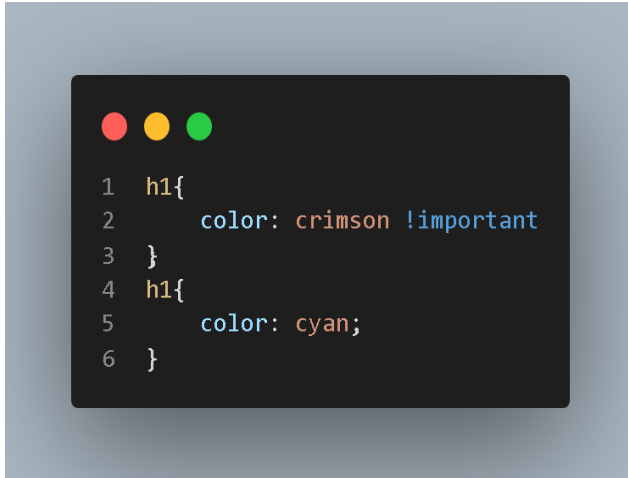 1 h1{
2 color: crimson !important
3 }
4 h1{
5 color: cyan;
6 }